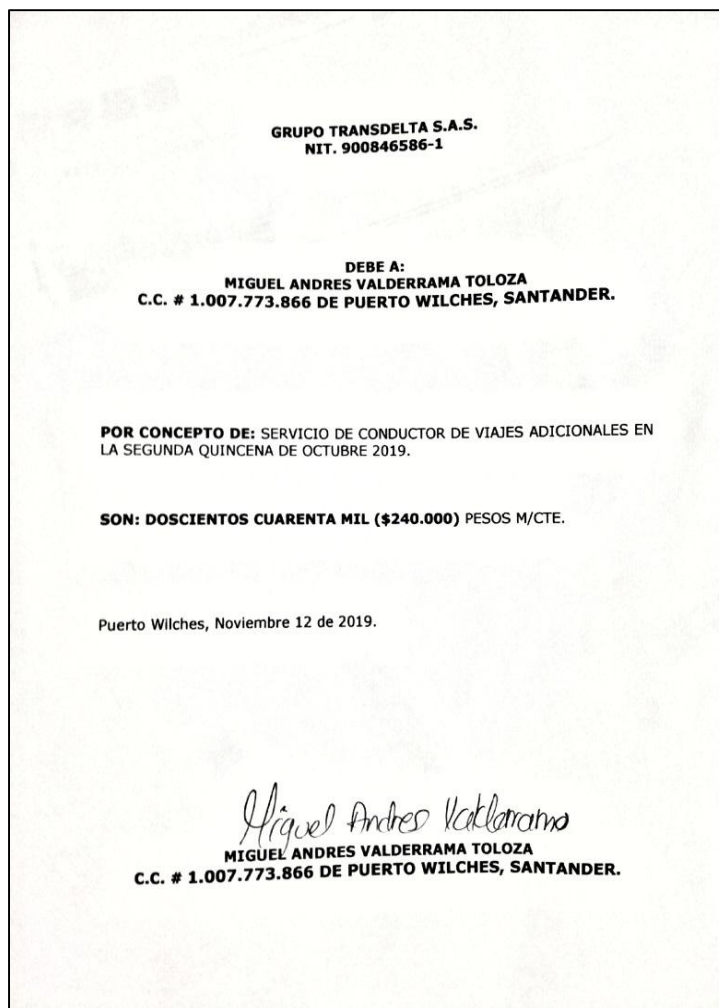 GRUPO TRANSDELTA S.A.S.
NIT. 900846586-1
DEBE A:
MIGUEL ANDRES VALDERRAMA TOLOZA
C.C. # 1.007.773.866 DE PUERTO WILCHES, SANTANDER.
POR CONCEPTO DE: SERVICIO DE CONDUCTOR DE VIAJES ADICIONALES EN
LA SEGUNDA QUINCENA DE OCTUBRE 2019.
SON: DOSCIENTOS CUARENTA MIL ($240.000) PESOS M/CTE.
Puerto Wilches, Noviembre 12 de 2019.
Miguel Andres Valderrama
MIGUEL ANDRES VALDERRAMA TOLOZA
C.C. # 1.007.773.866 DE PUERTO WILCHES, SANTANDER.